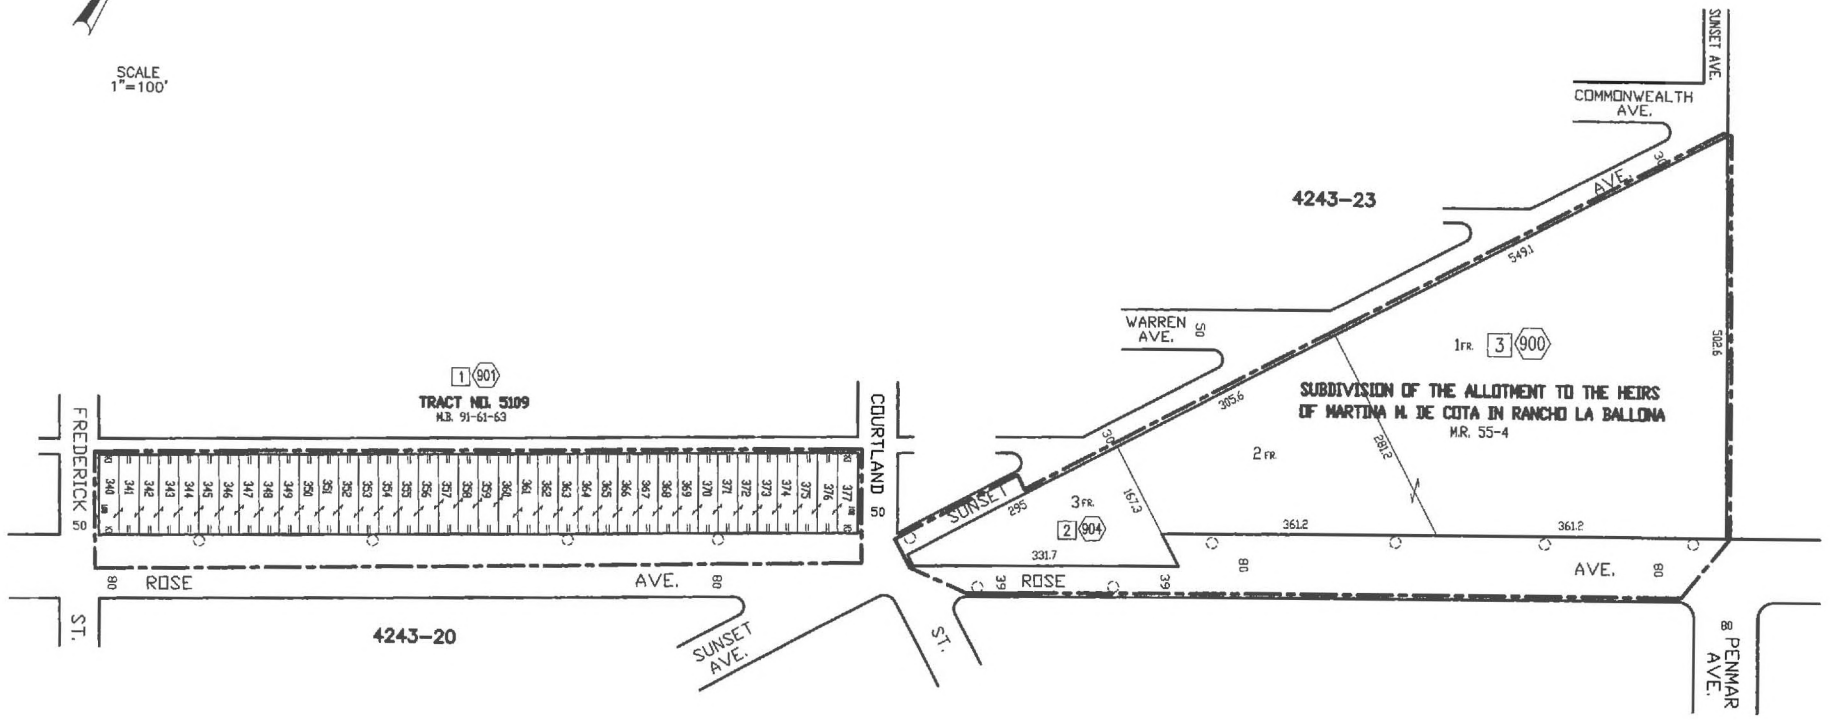 SCALE
1"=100'
SUNSET AVE.
COMMONWEALTH
AVE.
30
AVE.
4243-23
549.1
WARREN
AVE.
50
502.6
1 FR. 3 900
1 901
TRACT NO. 5109
M.B. 91-61-63
SUBDIVISION OF THE ALLOTMENT TO THE HEIRS
OF MARTINA M. DE COTA IN RANCHO LA BALLONA
M.R. 55-4
305.6
281.2
30
2 FR.
FREDERICK
50
340 341 342 343 344 345 346 347 348 349 350 351 352 353 354 355 356 357 358 359 360 361 362 363 364 365 366 367 368 369 370 371 372 373 374 375 376 377
COURTLAND
50
SUNSET
295
3 FR.
167.3
2 904
331.7
361.2
361.2
80
ROSE
AVE.
80
39
ROSE
39
80
AVE.
80
ST.
4243-20
SUNSET
AVE.
ST.
80
PENMAR
AVE.